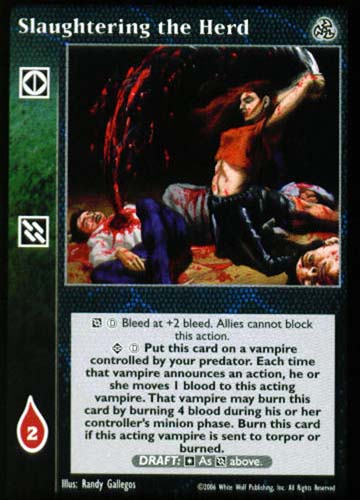 Slaughtering the Herd
Bleed at +2 bleed. Allies cannot block
this action.
Put this card on a vampire
controlled by your predator. Each time
that vampire announces an action, he or
she moves 1 blood to this acting
vampire. That vampire may burn this
card by burning 4 blood during his or her
controller's minion phase. Burn this card
if this acting vampire is sent to torpor or
burned.
DRAFT: As above.
2
Illus: Randy Gallegos
©2006 White Wolf Publishing, Inc. All Rights Reserved